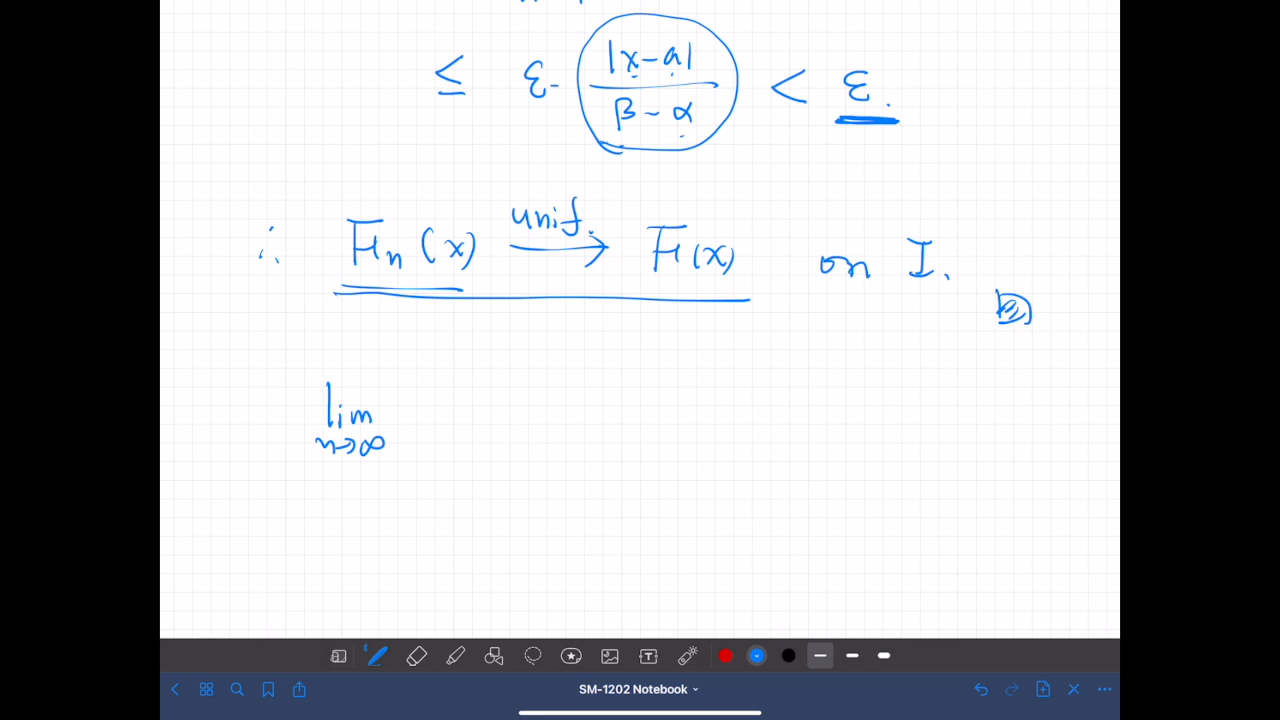 ≤ ε · |x-a| / β-α < ε.
∴ Fn(x) unif. → F(x) on I.
lim n→∞
SM-1202 Notebook